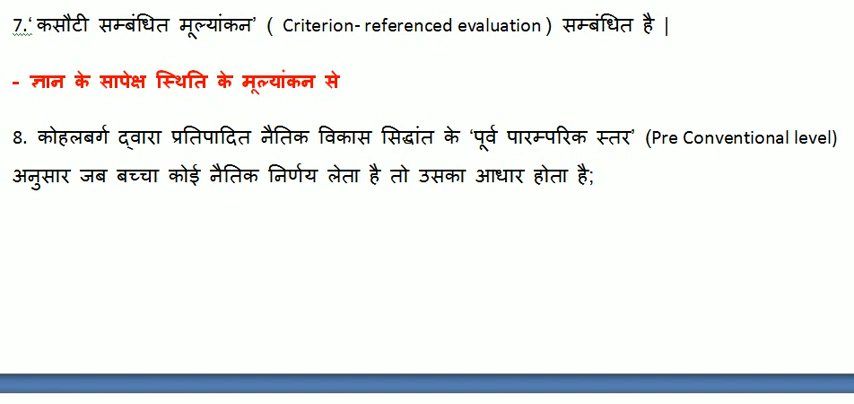 7.‘ कसौटी सम्बंधित मूल्यांकन’ ( Criterion- referenced evaluation ) सम्बंधित है |
- ज्ञान के सापेक्ष स्थिति के मूल्यांकन से
8. कोहलबर्ग द्वारा प्रतिपादित नैतिक विकास सिद्धांत के ‘पूर्व पारम्परिक स्तर’ (Pre Conventional level)
अनुसार जब बच्चा कोई नैतिक निर्णय लेता है तो उसका आधार होता है;